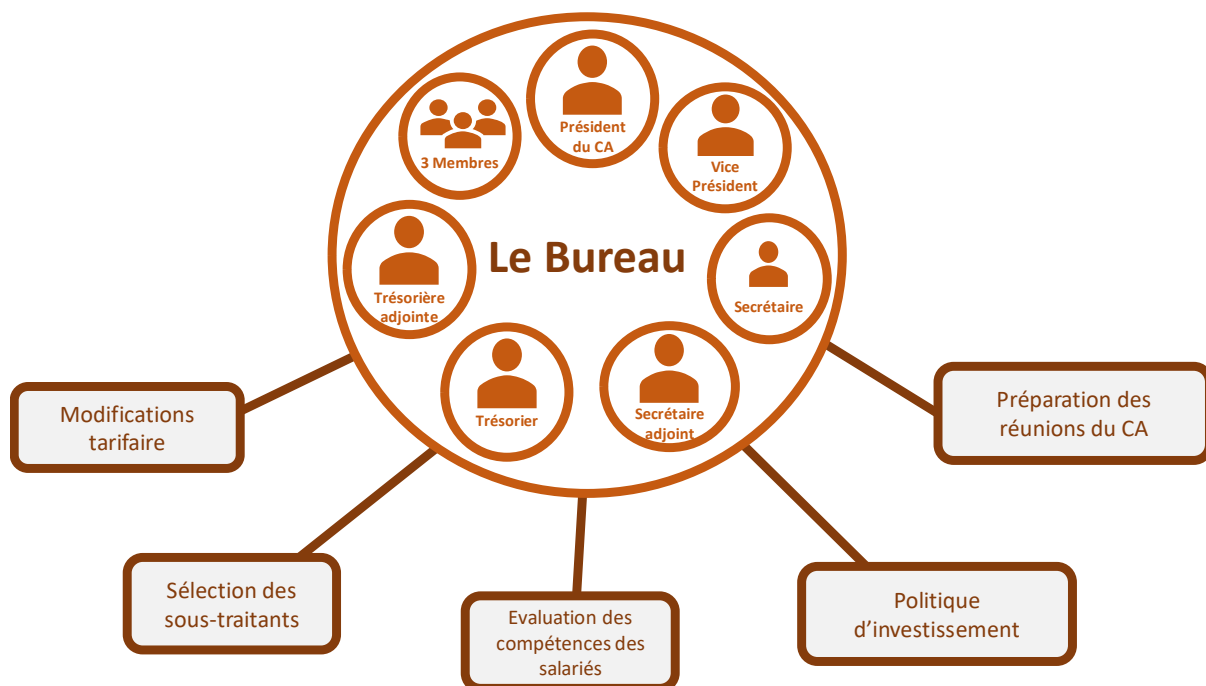 Président
du CA
3 Membres
Vice
Président
Le Bureau
Trésorière
adjointe
Secrétaire
Trésorier
Secrétaire
adjoint
Modifications
tarifaire
Préparation des
réunions du CA
Sélection des
sous-traitants
Evaluation des
compétences des
salariés
Politique
d’investissement